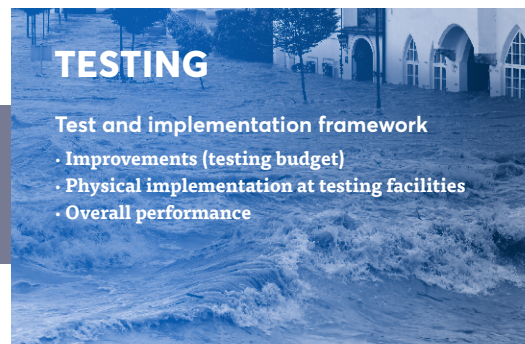 TESTING
Test and implementation framework
· Improvements (testing budget)
· Physical implementation at testing facilities
· Overall performance